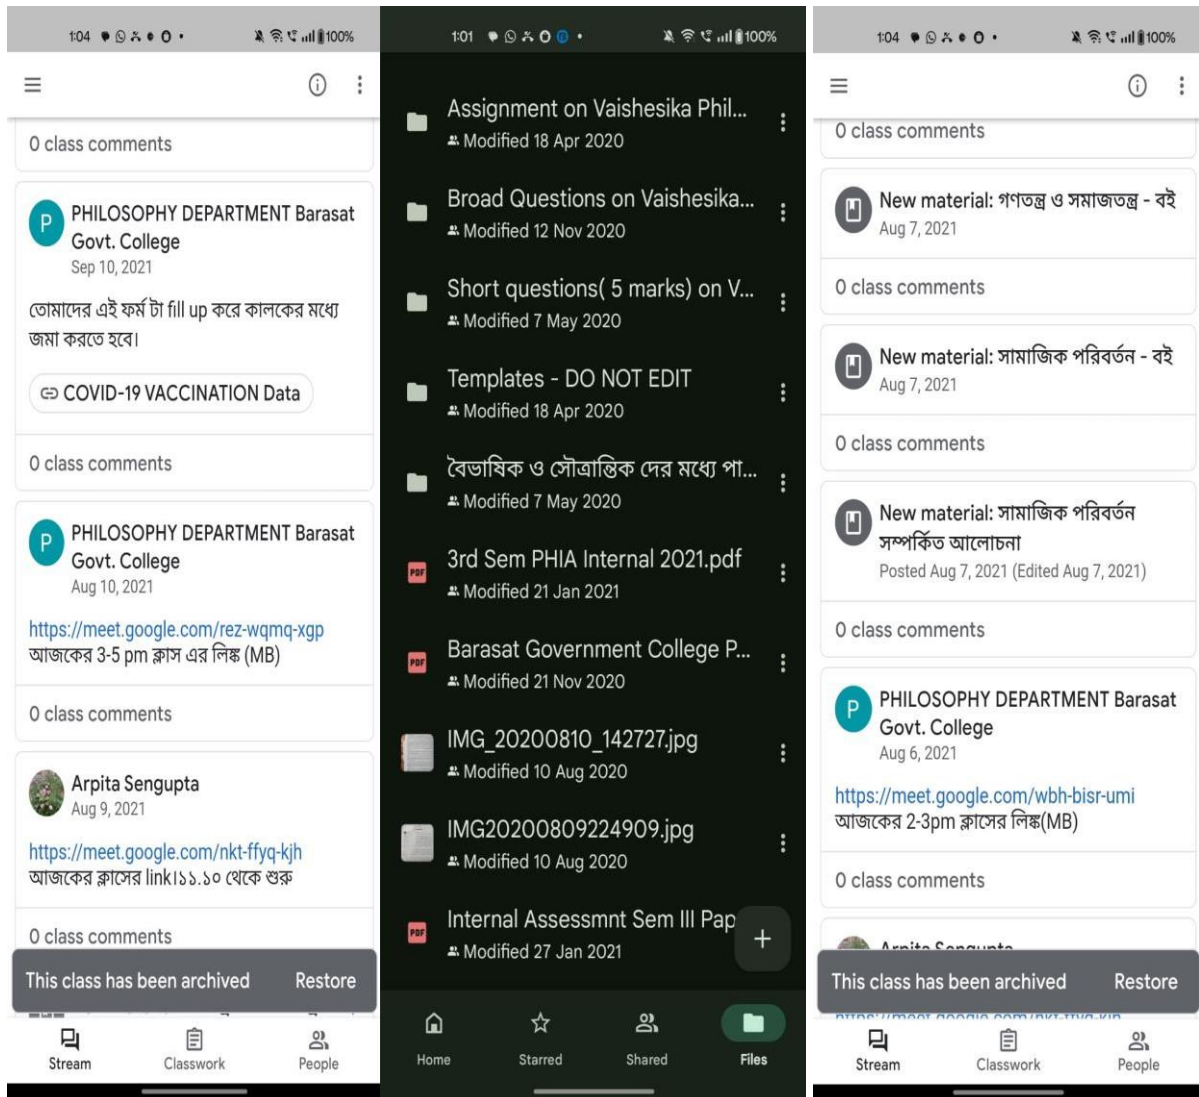 1:04
100%
0 class comments
P
PHILOSOPHY DEPARTMENT Barasat
Govt. College
Sep 10, 2021
তোমাদের এই ফর্ম টা fill up করে কালকের মধ্যে
জমা করতে হবে।
COVID-19 VACCINATION Data
0 class comments
P
PHILOSOPHY DEPARTMENT Barasat
Govt. College
Aug 10, 2021
https://meet.google.com/rez-wqmq-xgp
আজকের 3-5 pm ক্লাস এর লিঙ্ক (MB)
0 class comments
Arpita Sengupta
Aug 9, 2021
https://meet.google.com/nkt-ffyq-kjh
আজকের ক্লাসের link।১১.১০ থেকে শুরু
0 class comments
This class has been archived Restore
Stream Classwork People
1:01
100%
Assignment on Vaishesika Phil...
Modified 18 Apr 2020
Broad Questions on Vaishesika...
Modified 12 Nov 2020
Short questions( 5 marks) on V...
Modified 7 May 2020
Templates - DO NOT EDIT
Modified 18 Apr 2020
বৈভাষিক ও সৌত্রান্তিক দের মধ্যে পা...
Modified 7 May 2020
PDF
3rd Sem PHIA Internal 2021.pdf
Modified 21 Jan 2021
PDF
Barasat Government College P...
Modified 21 Nov 2020
IMG_20200810_142727.jpg
Modified 10 Aug 2020
IMG20200809224909.jpg
Modified 10 Aug 2020
PDF
Internal Assessmnt Sem III Pap
Modified 27 Jan 2021
Home Starred Shared Files
1:04
100%
0 class comments
New material: গণতন্ত্র ও সমাজতন্ত্র - বই
Aug 7, 2021
0 class comments
New material: সামাজিক পরিবর্তন - বই
Aug 7, 2021
0 class comments
New material: সামাজিক পরিবর্তন
সম্পর্কিত আলোচনা
Posted Aug 7, 2021 (Edited Aug 7, 2021)
0 class comments
P
PHILOSOPHY DEPARTMENT Barasat
Govt. College
Aug 6, 2021
https://meet.google.com/wbh-bisr-umi
আজকের 2-3pm ক্লাসের লিঙ্ক(MB)
0 class comments
Arpita Sengupta
This class has been archived Restore
Stream Classwork People